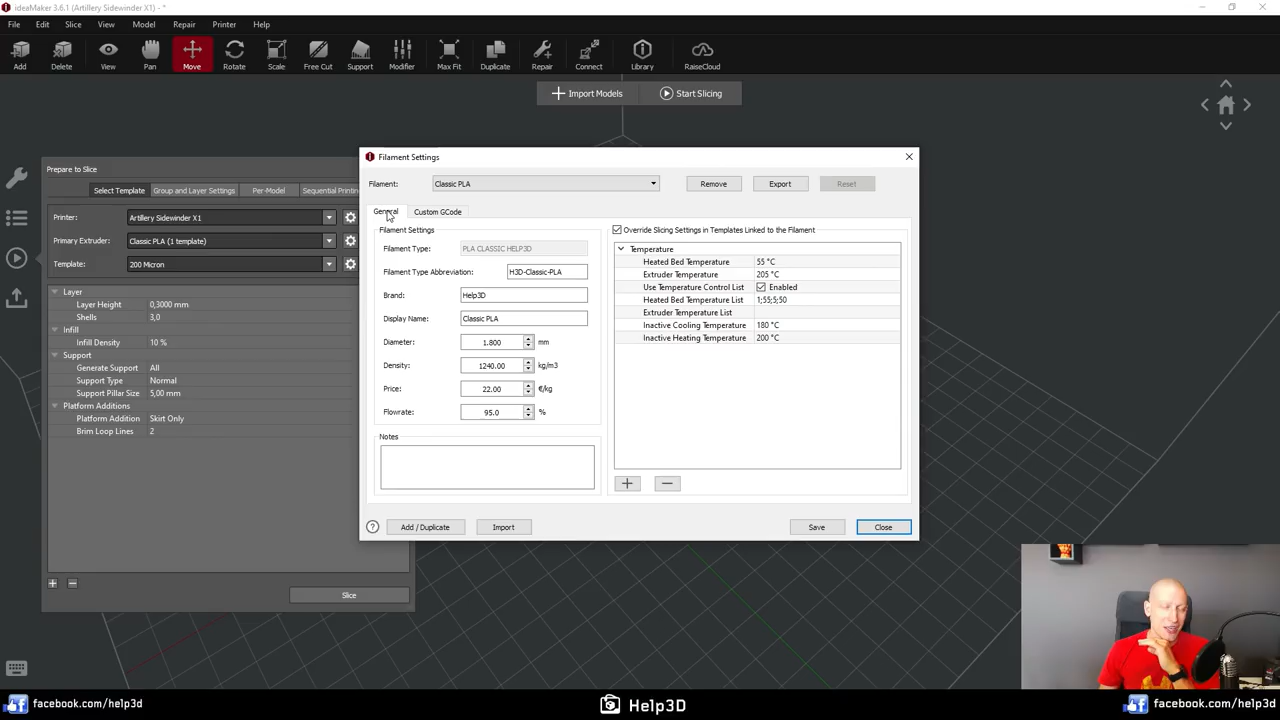 ideaMaker 3.6.1 (Artillery Sidewinder X1) - *
File Edit Slice View Model Repair Printer Help
Add Delete View Pan Move Rotate Scale Free Cut Support Modifier Max Fit Duplicate Repair Connect Library RaiseCloud
Import Models Start Slicing
Prepare to Slice
Select Template Group and Layer Settings Per-Model Sequential Printin
Printer: Artillery Sidewinder X1
Primary Extruder: Classic PLA (1 template)
Template: 200 Micron
Layer
Layer Height 0,3000 mm
Shells 3,0
Infill
Infill Density 10 %
Support
Generate Support All
Support Type Normal
Support Pillar Size 5,00 mm
Platform Additions
Platform Addition Skirt Only
Brim Loop Lines 2
Slice
Filament Settings
Filament: Classic PLA Remove Export Reset
General Custom GCode
Filament Settings
Filament Type: PLA CLASSIC HELP3D
Filament Type Abbreviation: H3D-Classic-PLA
Brand: Help3D
Display Name: Classic PLA
Diameter: 1.800 mm
Density: 1240.00 kg/m3
Price: 22.00 €/kg
Flowrate: 95.0 %
Notes
Override Slicing Settings in Templates Linked to the Filament
Temperature
Heated Bed Temperature 55 °C
Extruder Temperature 205 °C
Use Temperature Control List Enabled
Heated Bed Temperature List 1;55;5;50
Extruder Temperature List
Inactive Cooling Temperature 180 °C
Inactive Heating Temperature 200 °C
? Add / Duplicate Import Save Close
facebook.com/help3d Help3D facebook.com/help3d